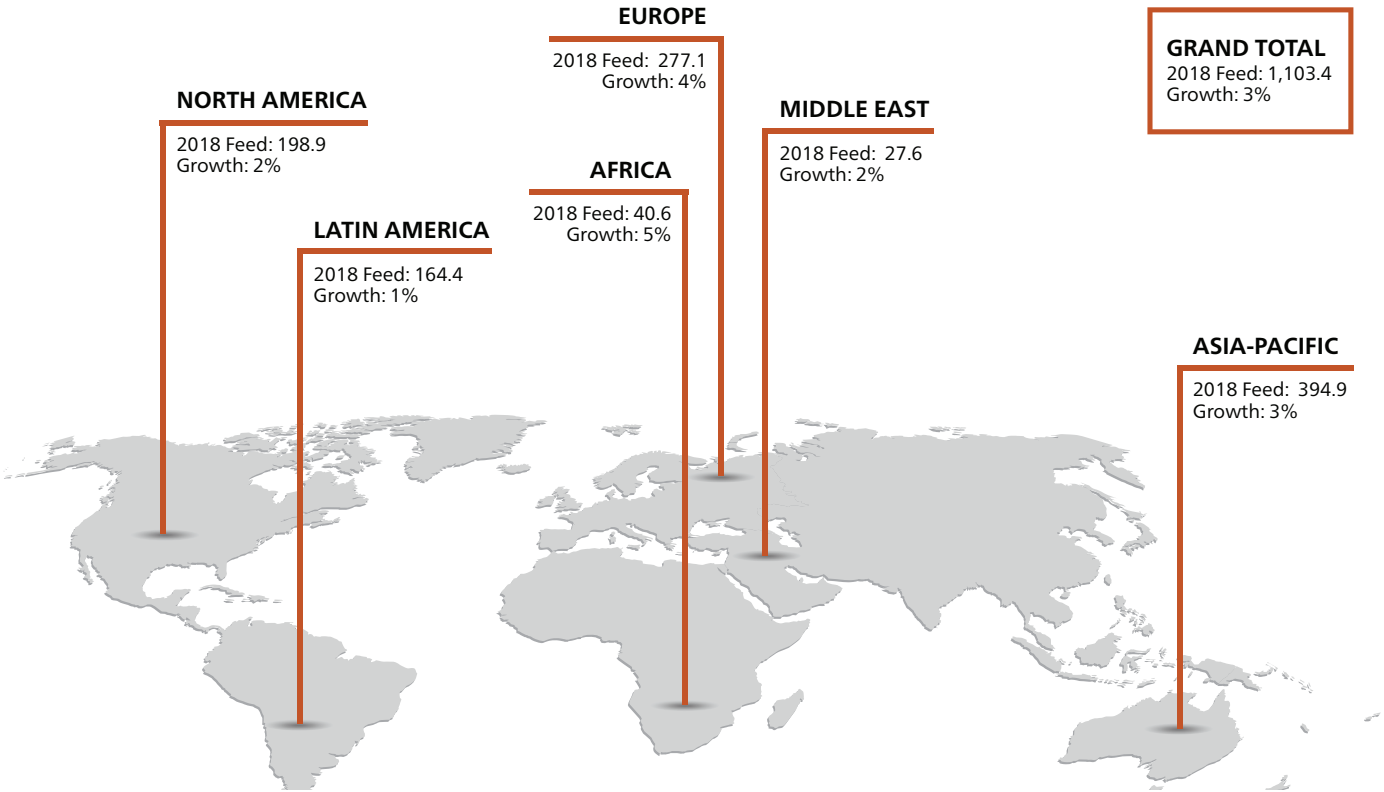 EUROPE
2018 Feed: 277.1
Growth: 4%
GRAND TOTAL
2018 Feed: 1,103.4
Growth: 3%
NORTH AMERICA
2018 Feed: 198.9
Growth: 2%
MIDDLE EAST
2018 Feed: 27.6
Growth: 2%
AFRICA
2018 Feed: 40.6
Growth: 5%
LATIN AMERICA
2018 Feed: 164.4
Growth: 1%
ASIA-PACIFIC
2018 Feed: 394.9
Growth: 3%